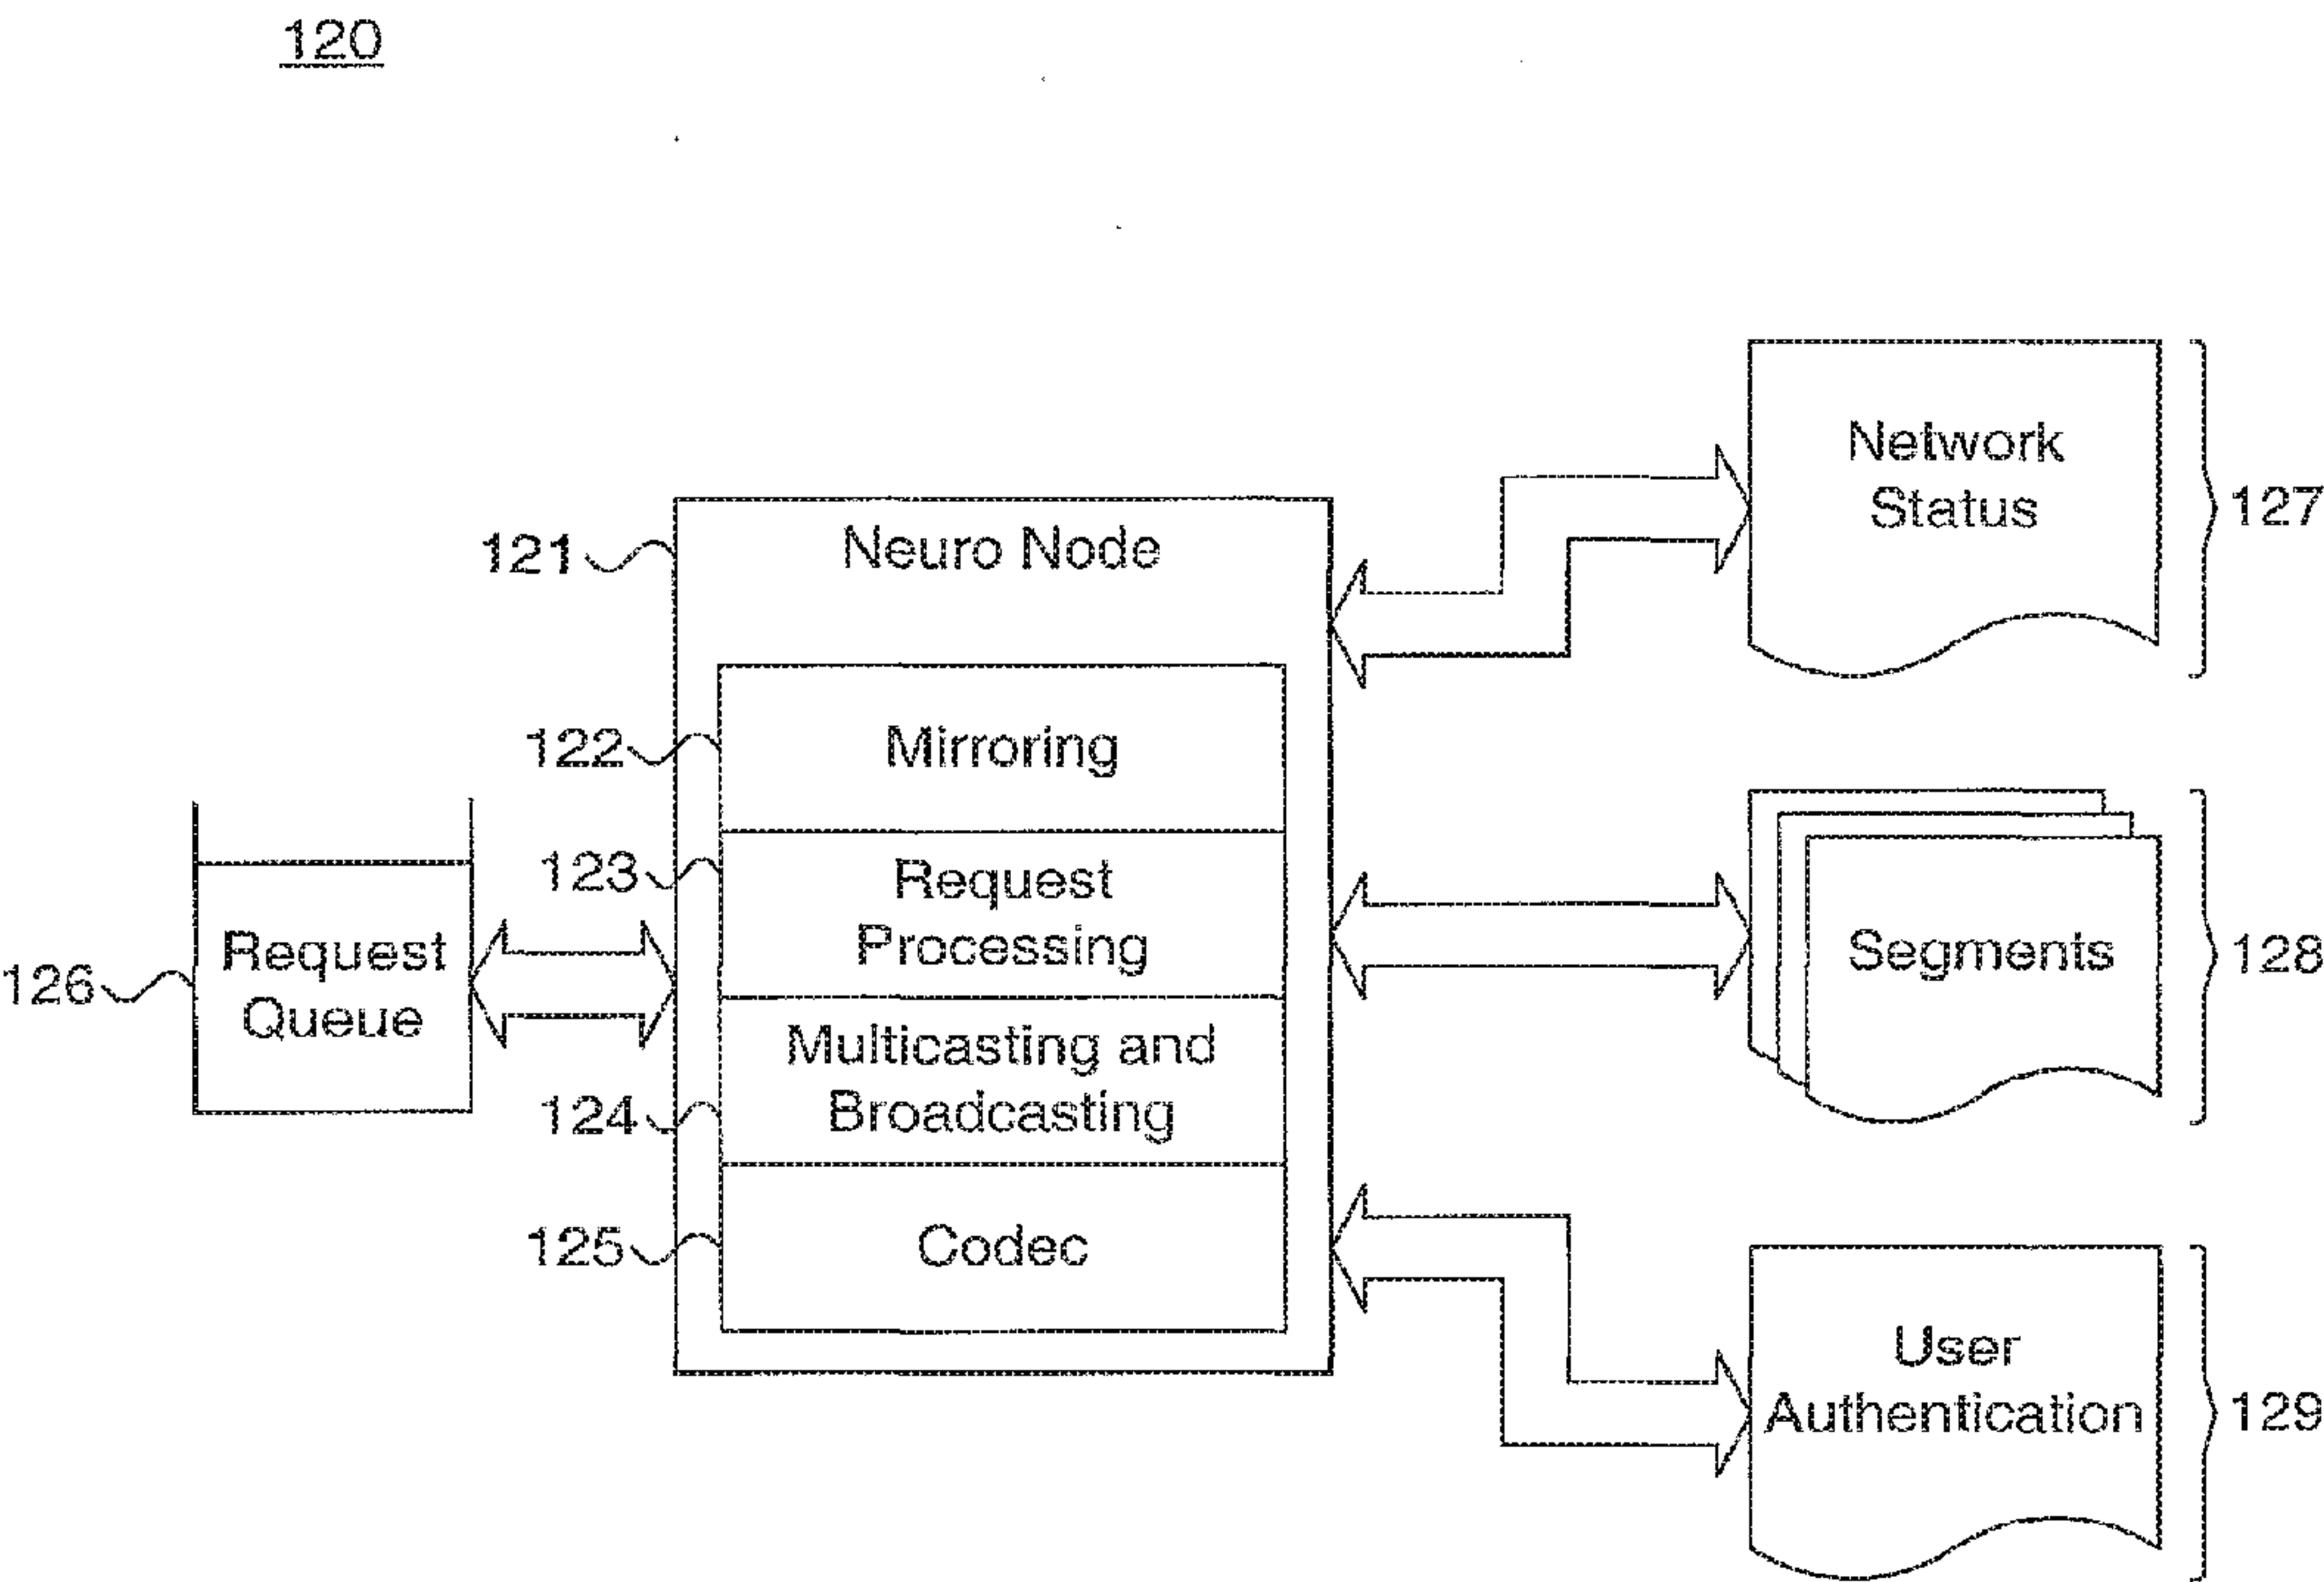 120
Network
Status
127
121
Neuro Node
122
Mirroring
123
Request
Processing
Request
Queue
126
Segments
128
Multicasting and
Broadcasting
124
125
Codec
User
Authentication
129